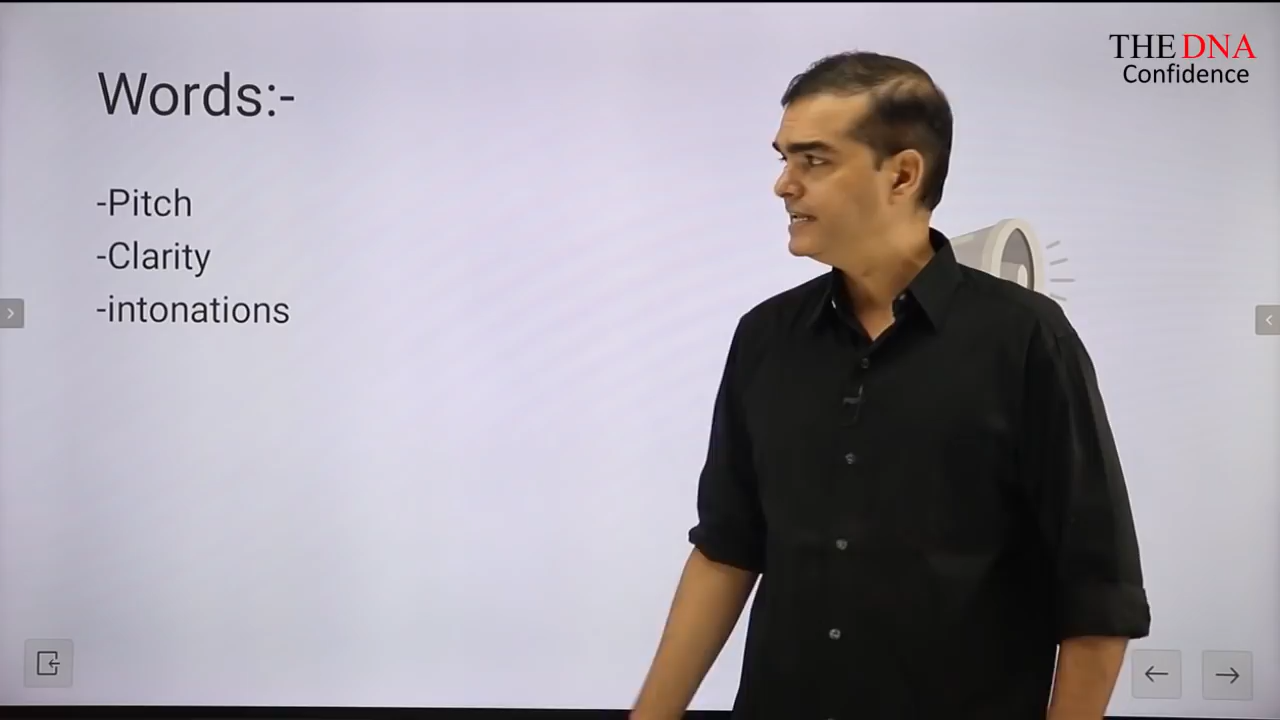 THE DNA
Confidence
Words:-
-Pitch
-Clarity
-intonations